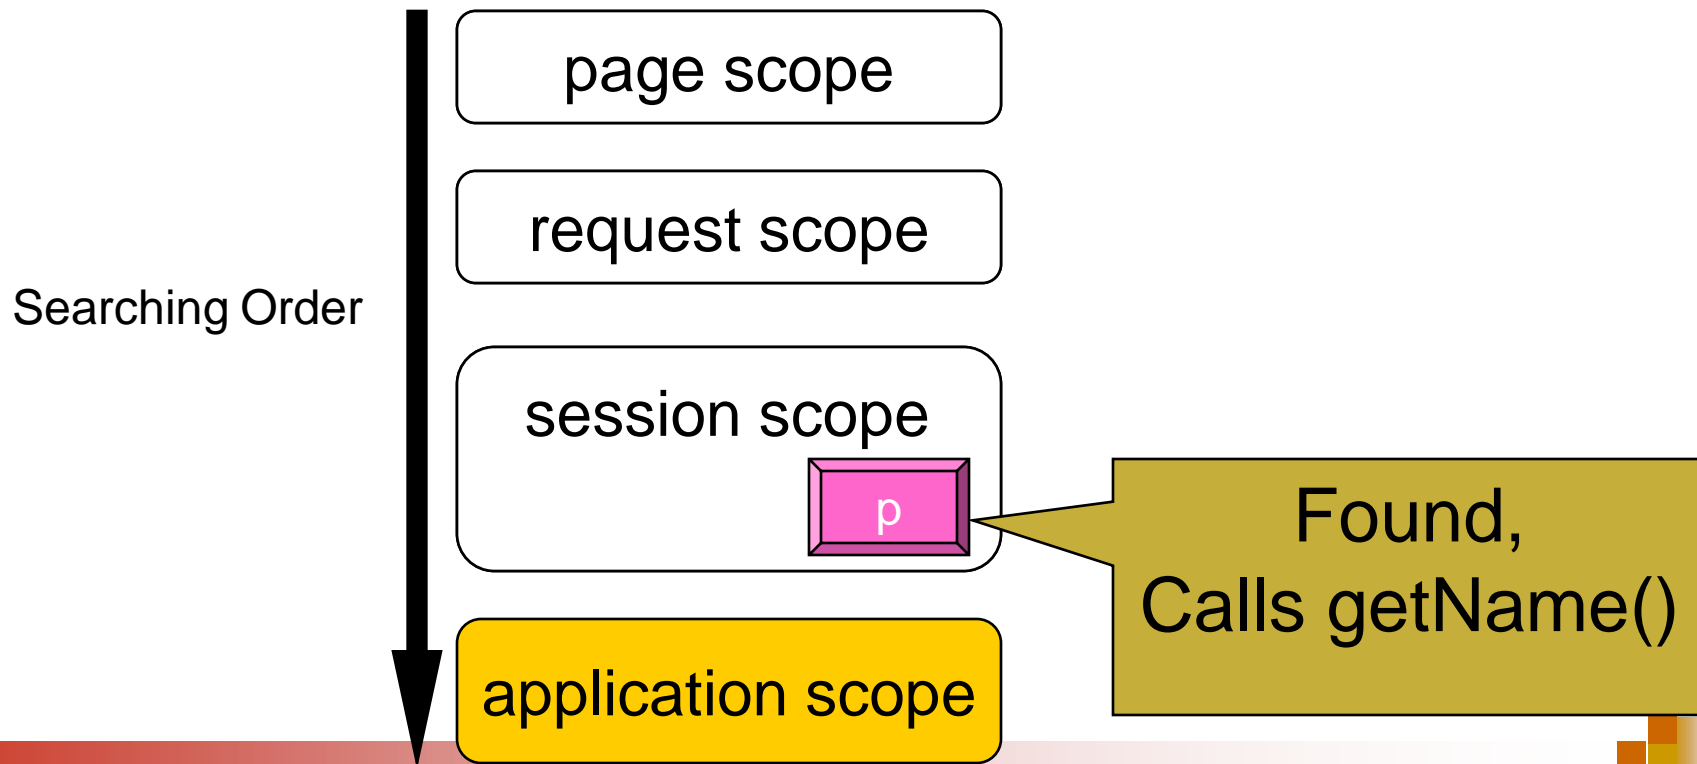 page scope
request scope
Searching Order
session scope
p
Found,
Calls getName()
application scope